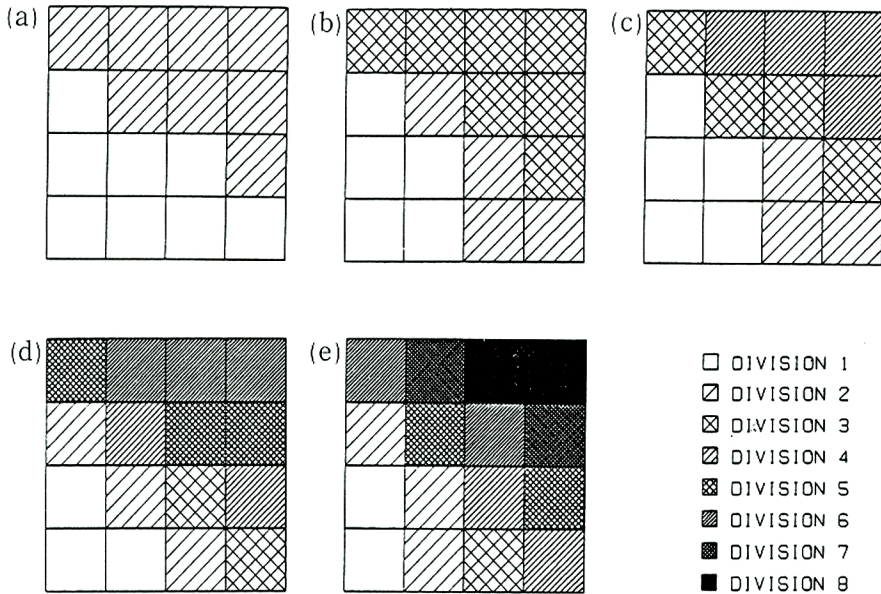 (a)
(b)
(c)
(d)
(e)
DIVISION 1
DIVISION 2
DIVISION 3
DIVISION 4
DIVISION 5
DIVISION 6
DIVISION 7
DIVISION 8